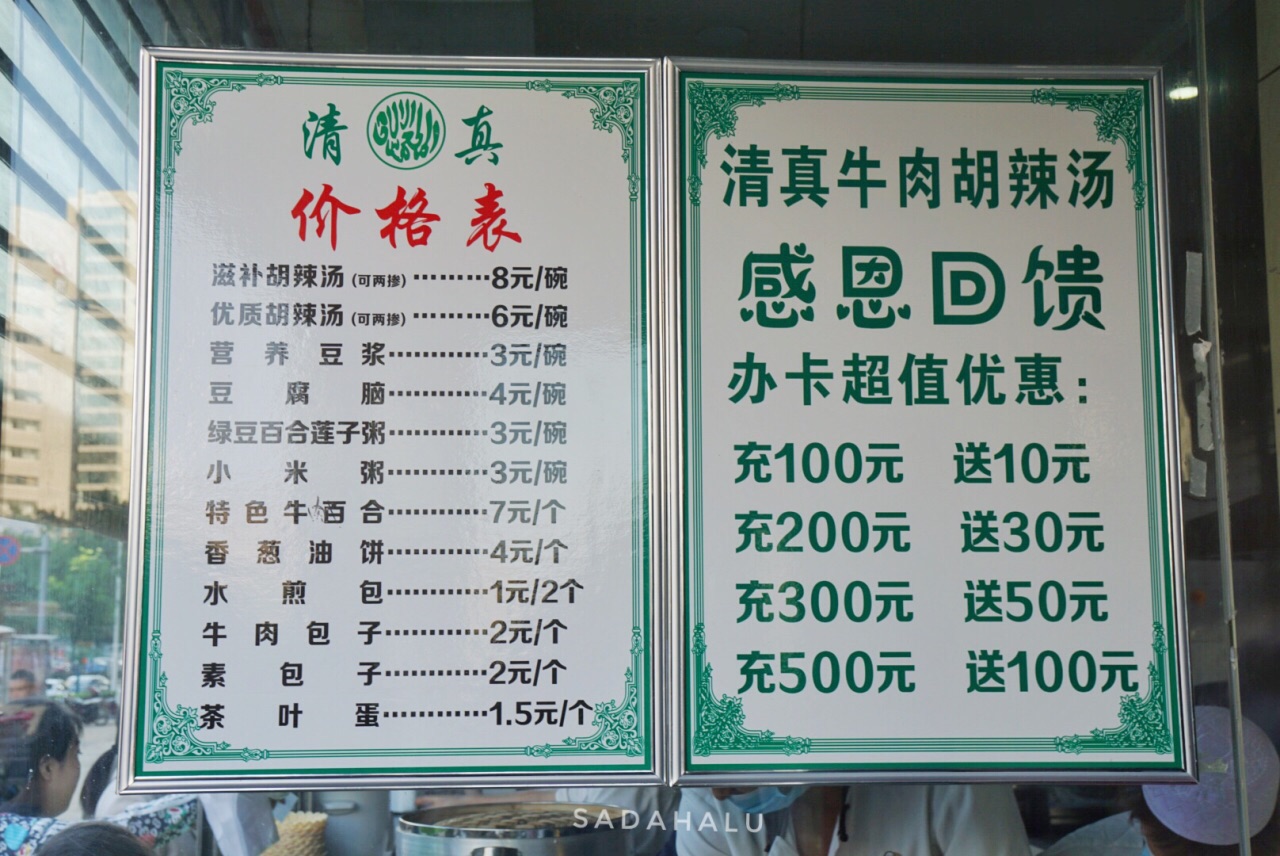 清 真
价格表
滋补胡辣汤(可两掺)·········8元/碗
优质胡辣汤(可两掺)·········6元/碗
营养豆浆············3元/碗
豆腐脑············4元/碗
绿豆百合莲子粥············3元/碗
小米粥············3元/碗
特色牛百合············7元/个
香葱油饼············4元/个
水煎包············1元/2个
牛肉包子············2元/个
素包子············2元/个
茶叶蛋············1.5元/个
清真牛肉胡辣汤
感恩回馈
办卡超值优惠:
充100元 送10元
充200元 送30元
充300元 送50元
充500元 送100元
SADAHALU